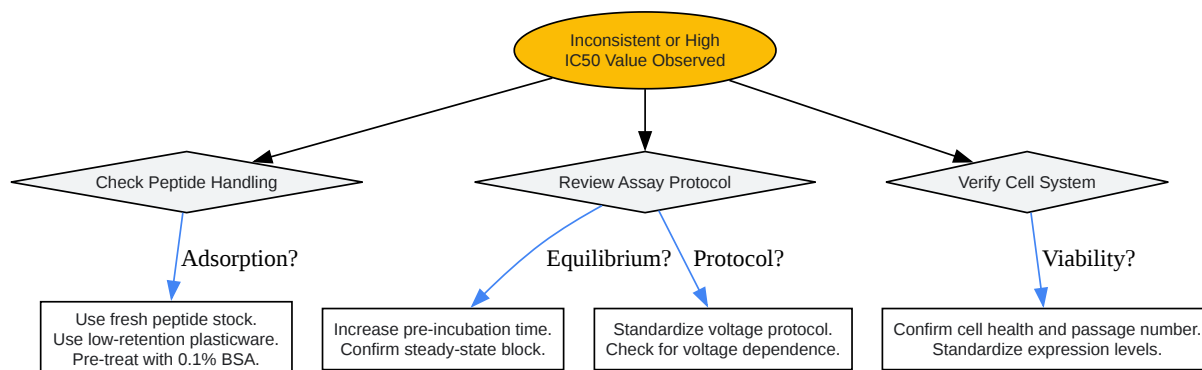 Inconsistent or High
IC50 Value Observed
Check Peptide Handling
Review Assay Protocol
Verify Cell System
Adsorption?
Equilibrium?
Protocol?
Viability?
Use fresh peptide stock.
Use low-retention plasticware.
Pre-treat with 0.1% BSA.
Increase pre-incubation time.
Confirm steady-state block.
Standardize voltage protocol.
Check for voltage dependence.
Confirm cell health and passage number.
Standardize expression levels.